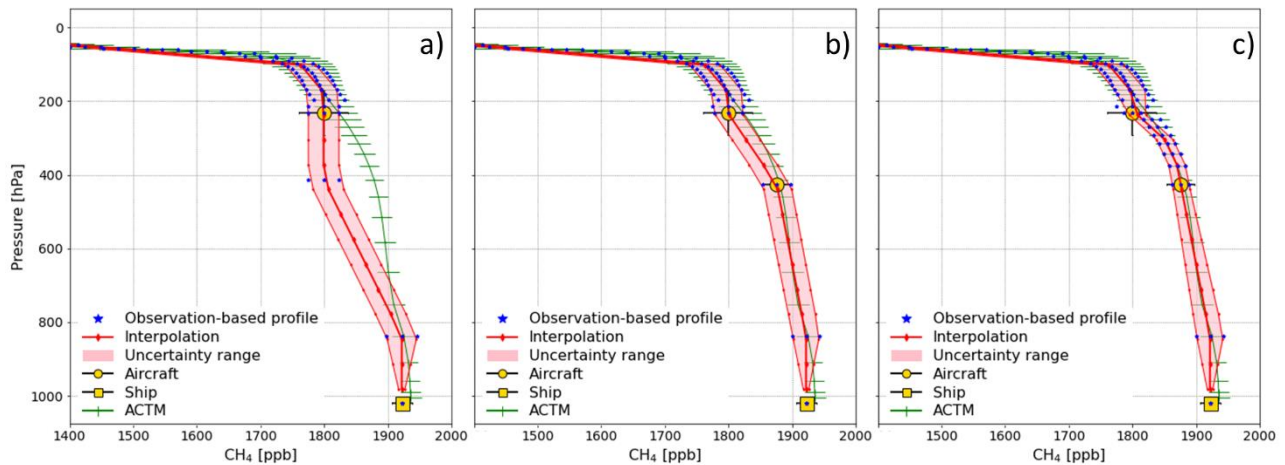 a)
b)
c)
0
200
400
600
800
1000
Pressure [hPa]
Observation-based profile
Interpolation
Uncertainty range
Aircraft
Ship
ACTM
Observation-based profile
Interpolation
Uncertainty range
Aircraft
Ship
ACTM
Observation-based profile
Interpolation
Uncertainty range
Aircraft
Ship
ACTM
1400 1500 1600 1700 1800 1900 2000
1500 1600 1700 1800 1900 2000
1500 1600 1700 1800 1900 2000
CH₄ [ppb]
CH₄ [ppb]
CH₄ [ppb]